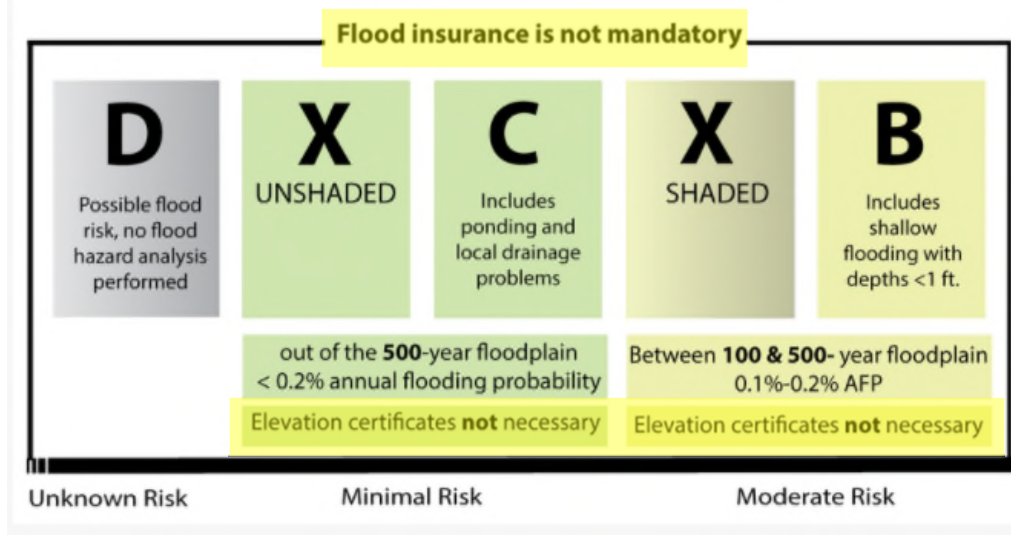 Flood insurance is not mandatory
D
Possible flood
risk, no flood
hazard analysis
performed
X
UNSHADED
C
Includes
ponding and
local drainage
problems
X
SHADED
B
Includes
shallow
flooding with
depths <1 ft.
out of the 500-year floodplain
< 0.2% annual flooding probability
Elevation certificates not necessary
Between 100 & 500- year floodplain
0.1%-0.2% AFP
Elevation certificates not necessary
Unknown Risk
Minimal Risk
Moderate Risk